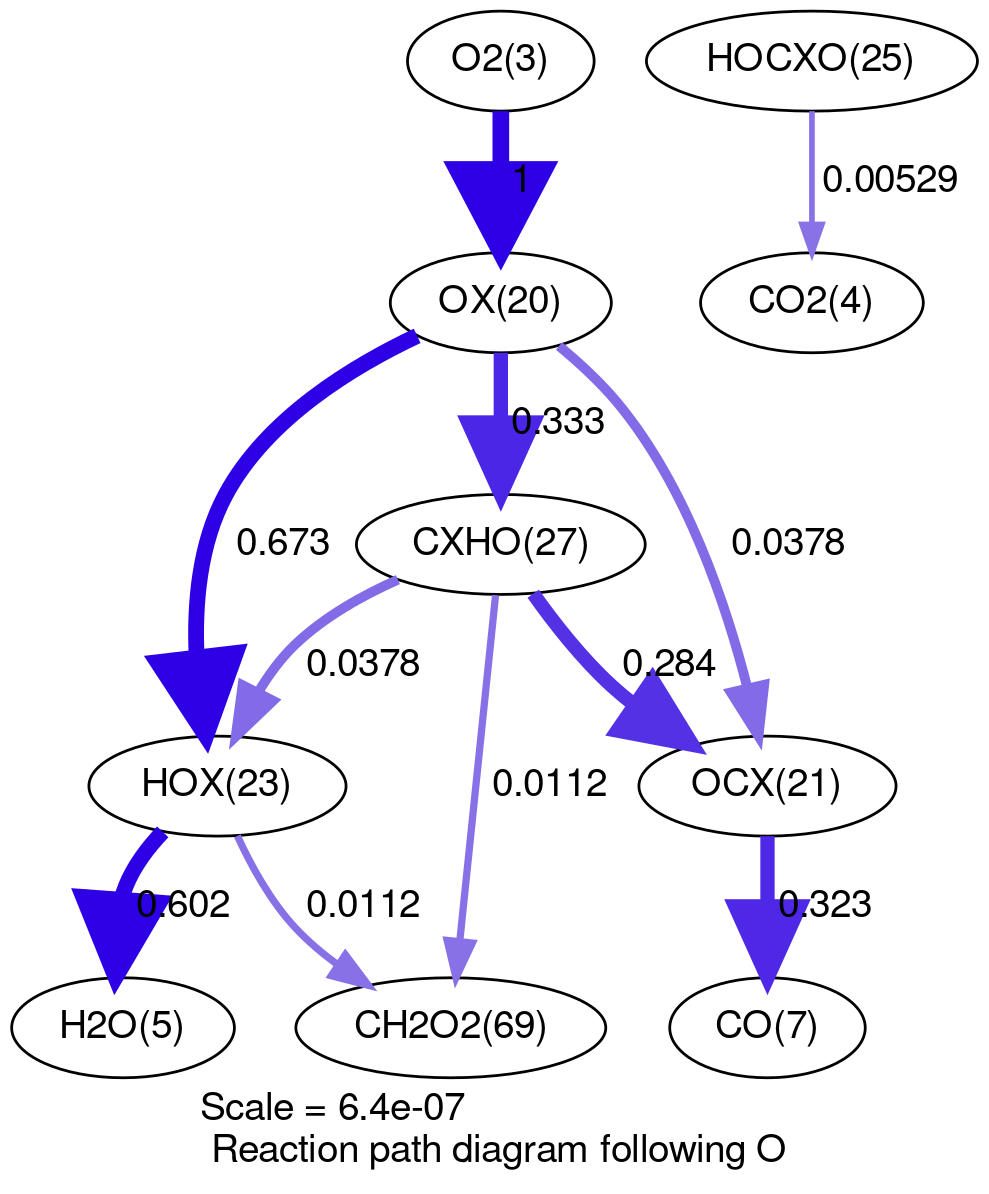 O2(3)
HOCXO(25)
1
0.00529
OX(20)
CO2(4)
0.333
0.673
CXHO(27)
0.0378
0.0378
0.284
HOX(23)
0.0112
OCX(21)
0.602
0.0112
0.323
H2O(5)
CH2O2(69)
CO(7)
Scale = 6.4e-07
Reaction path diagram following O